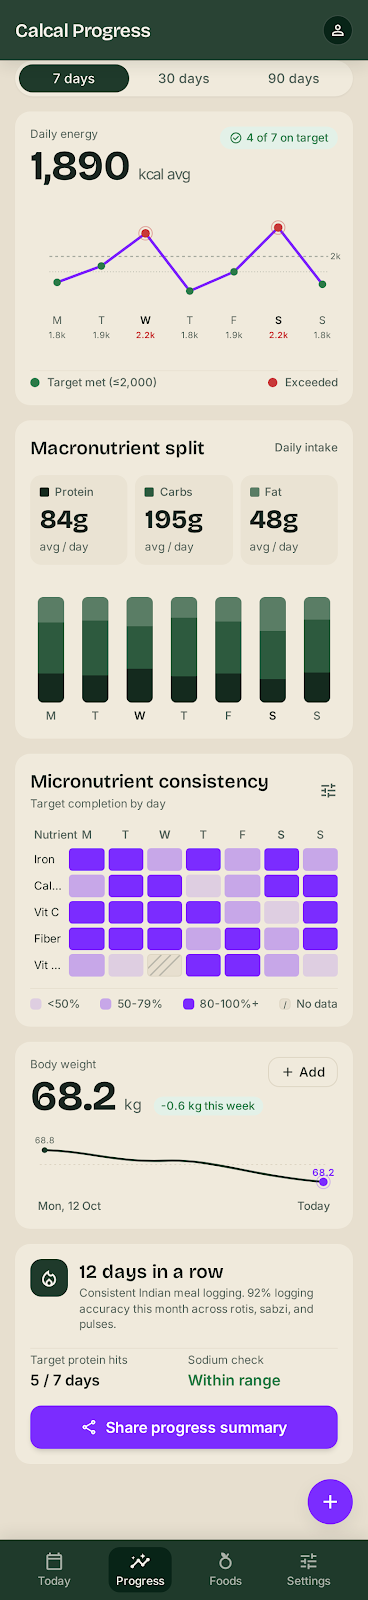 Calcal Progress
7 days 30 days 90 days
Daily energy
4 of 7 on target
1,890 kcal avg
2k
M T W T F S S
1.8k 1.9k 2.2k 1.8k 1.9k 2.2k 1.8k
Target met (≤2,000) Exceeded
Macronutrient split Daily intake
Protein Carbs Fat
84g 195g 48g
avg / day avg / day avg / day
M T W T F S S
Micronutrient consistency
Target completion by day
Nutrient M T W T F S S
Iron
Cal...
Vit C
Fiber
Vit ...
<50% 50-79% 80-100%+ / No data
Body weight
+ Add
68.2 kg -0.6 kg this week
68.8
68.2
Mon, 12 Oct Today
12 days in a row
Consistent Indian meal logging. 92% logging
accuracy this month across rotis, sabzi, and
pulses.
Target protein hits Sodium check
5 / 7 days Within range
Share progress summary
+
Today Progress Foods Settings